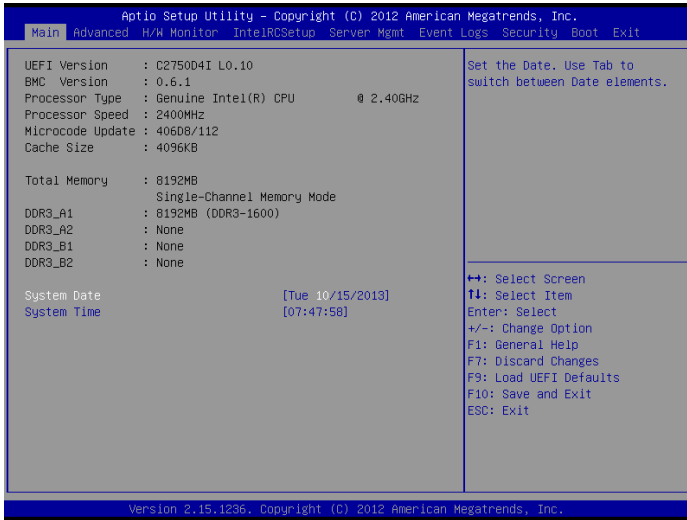 Aptio Setup Utility – Copyright (C) 2012 American Megatrends, Inc.
Main Advanced H/W Monitor IntelRCSetup Server Mgmt Event Logs Security Boot Exit
UEFI Version : C2750D4I L0.10
BMC Version : 0.6.1
Processor Type : Genuine Intel(R) CPU @ 2.40GHz
Processor Speed : 2400MHz
Microcode Update : 406D8/112
Cache Size : 4096KB
Total Memory : 8192MB
Single-Channel Memory Mode
DDR3_A1 : 8192MB (DDR3-1600)
DDR3_A2 : None
DDR3_B1 : None
DDR3_B2 : None
System Date [Tue 10/15/2013]
System Time [07:47:58]
Set the Date. Use Tab to
switch between Date elements.
↔: Select Screen
↑↓: Select Item
Enter: Select
+/-: Change Option
F1: General Help
F7: Discard Changes
F9: Load UEFI Defaults
F10: Save and Exit
ESC: Exit
Version 2.15.1236. Copyright (C) 2012 American Megatrends, Inc.